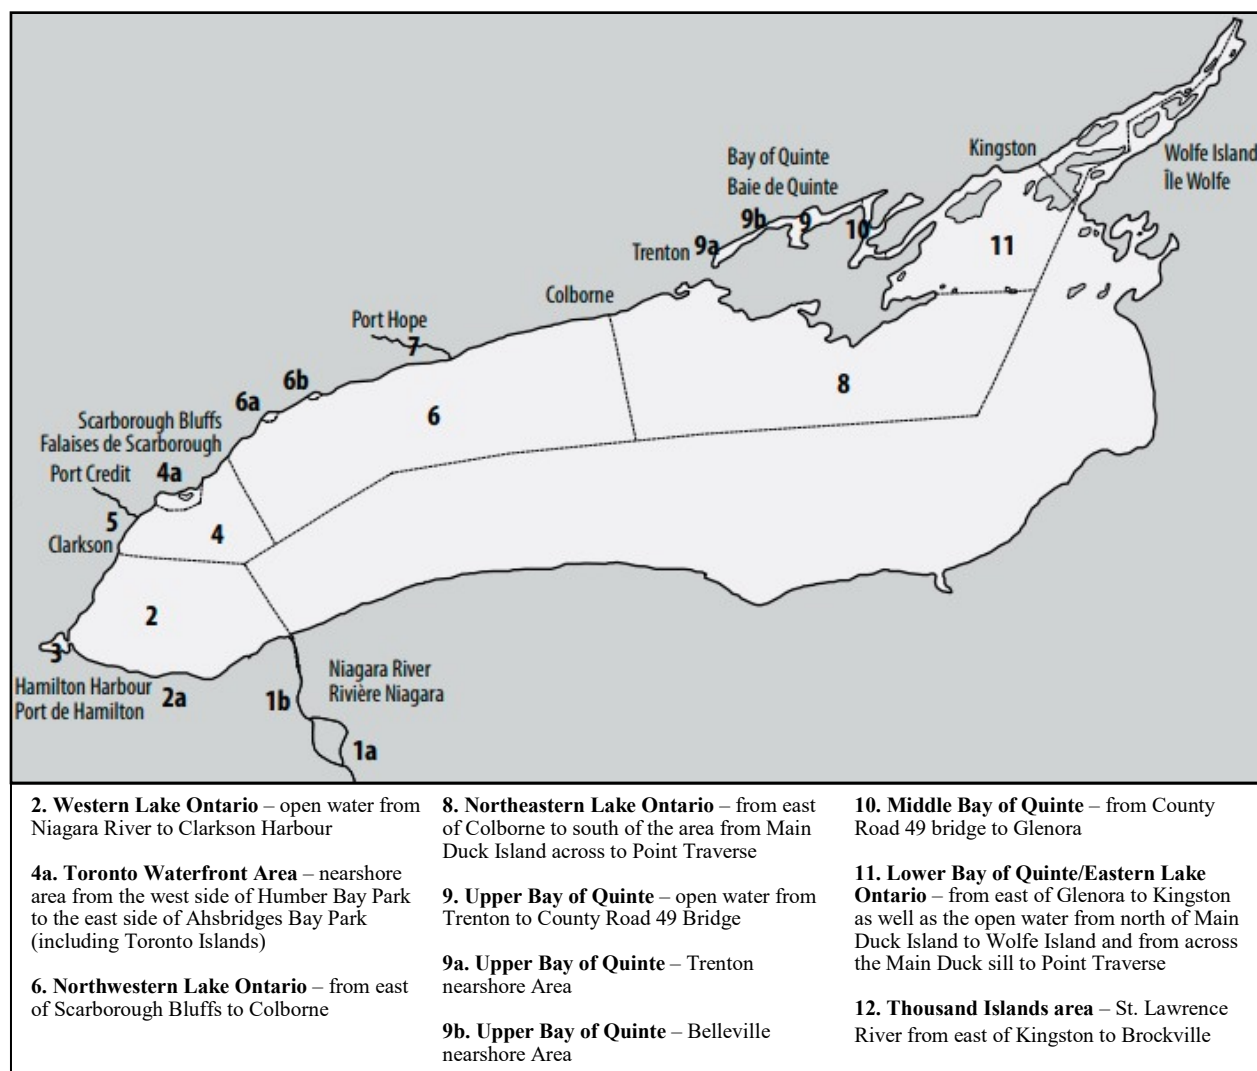 Kingston
Wolfe Island
Île Wolfe
Bay of Quinte
Baie de Quinte
9b
9
10
Trenton
9a
11
Colborne
Port Hope
7
8
6b
6a
6
Scarborough Bluffs
Falaises de Scarborough
Port Credit
4a
5
4
Clarkson
2
3
Hamilton Harbour
Port de Hamilton
2a
1b
Niagara River
Rivière Niagara
1a
2. Western Lake Ontario – open water from
Niagara River to Clarkson Harbour
4a. Toronto Waterfront Area – nearshore
area from the west side of Humber Bay Park
to the east side of Ahsbridges Bay Park
(including Toronto Islands)
6. Northwestern Lake Ontario – from east
of Scarborough Bluffs to Colborne
8. Northeastern Lake Ontario – from east
of Colborne to south of the area from Main
Duck Island across to Point Traverse
9. Upper Bay of Quinte – open water from
Trenton to County Road 49 Bridge
9a. Upper Bay of Quinte – Trenton
nearshore Area
9b. Upper Bay of Quinte – Belleville
nearshore Area
10. Middle Bay of Quinte – from County
Road 49 bridge to Glenora
11. Lower Bay of Quinte/Eastern Lake
Ontario – from east of Glenora to Kingston
as well as the open water from north of Main
Duck Island to Wolfe Island and from across
the Main Duck sill to Point Traverse
12. Thousand Islands area – St. Lawrence
River from east of Kingston to Brockville